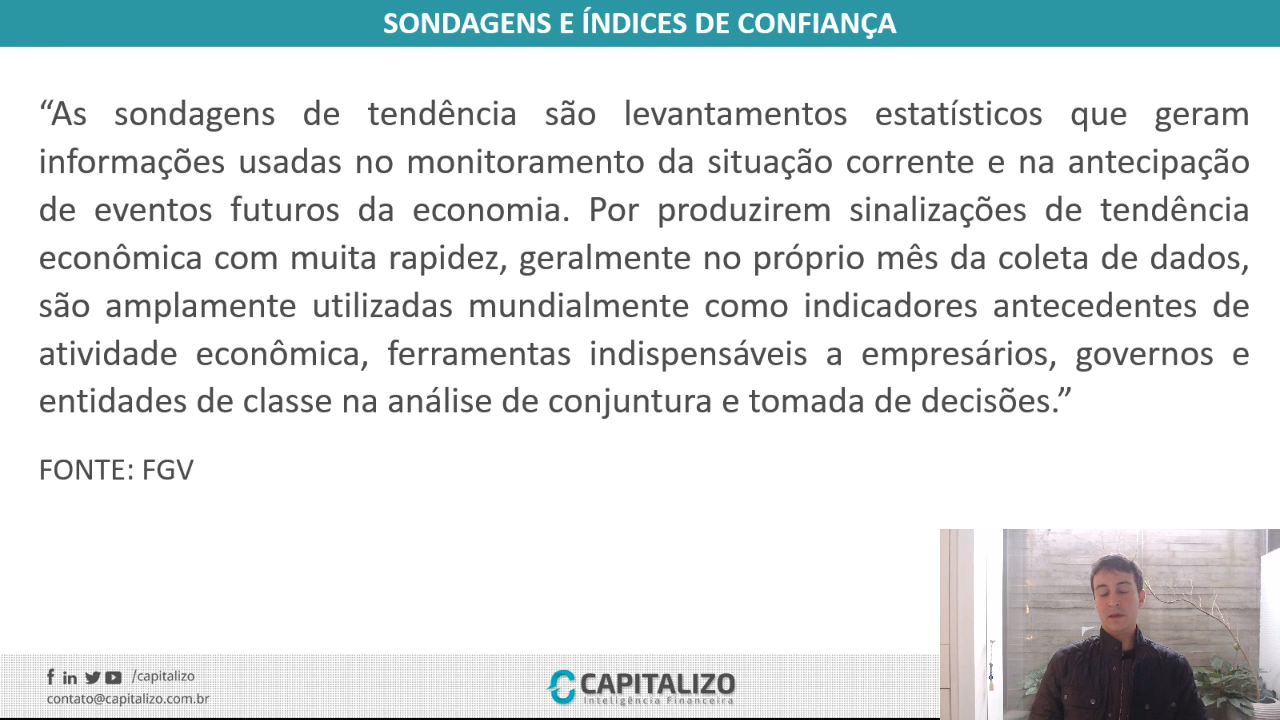 SONDAGENS E ÍNDICES DE CONFIANÇA
“As sondagens de tendência são levantamentos estatísticos que geram
informações usadas no monitoramento da situação corrente e na antecipação
de eventos futuros da economia. Por produzirem sinalizações de tendência
econômica com muita rapidez, geralmente no próprio mês da coleta de dados,
são amplamente utilizadas mundialmente como indicadores antecedentes de
atividade econômica, ferramentas indispensáveis a empresários, governos e
entidades de classe na análise de conjuntura e tomada de decisões.”
FONTE: FGV
/capitalizo
contato@capitalizo.com.br
CAPITALIZO
Inteligência Financeira